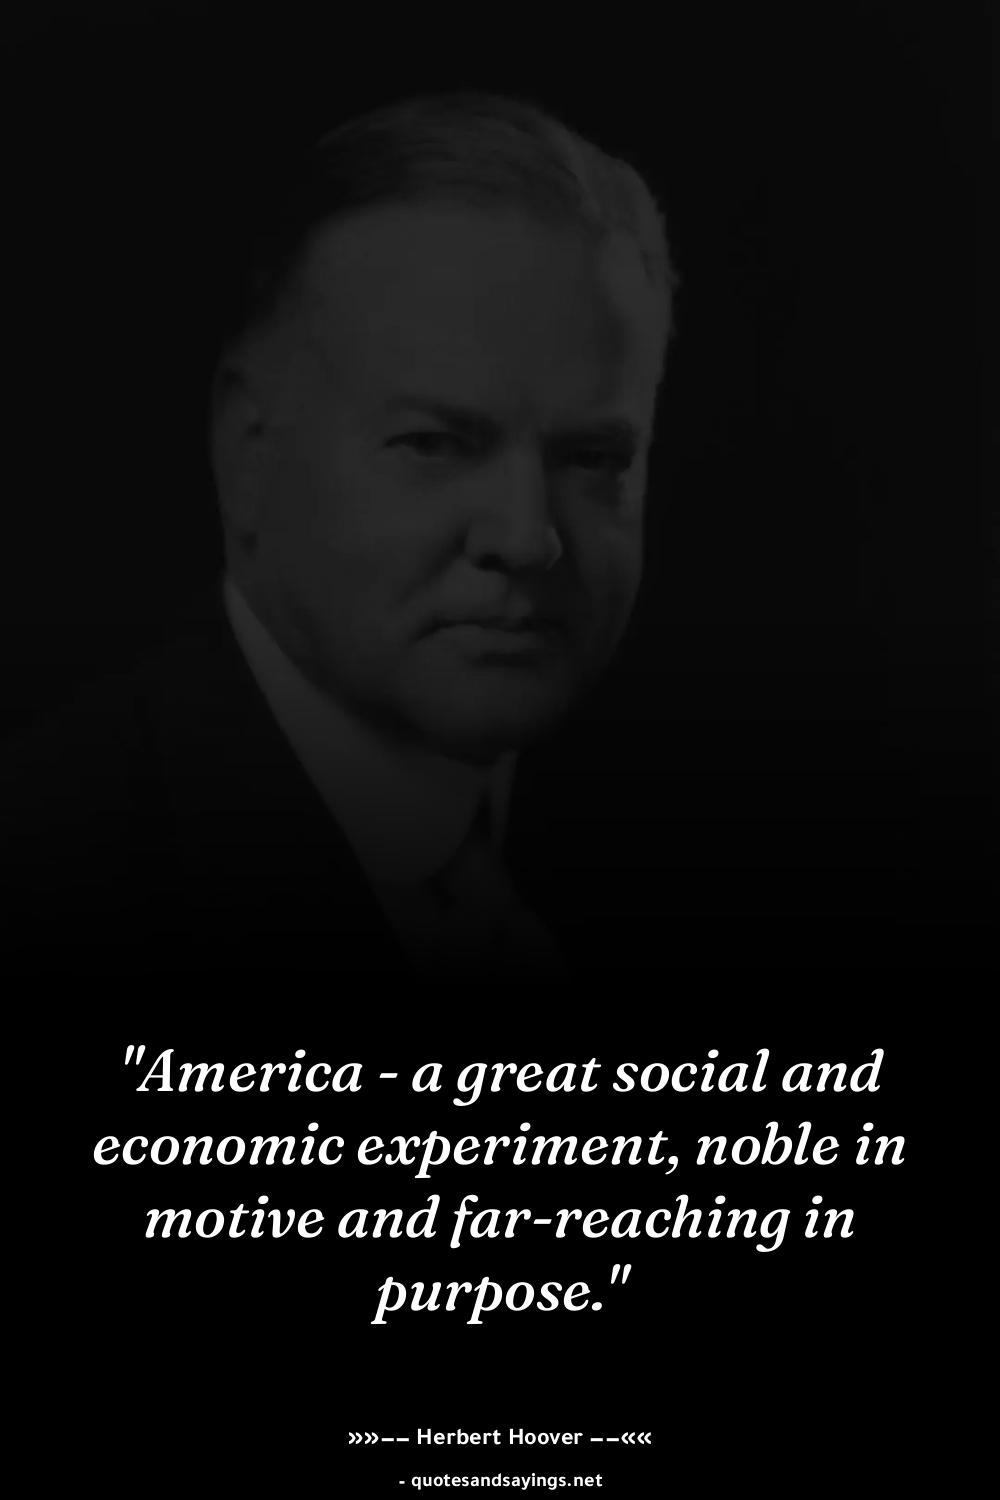 "America - a great social and
economic experiment, noble in
motive and far-reaching in
purpose."
»»–– Herbert Hoover ––««
- quotesandsayings.net